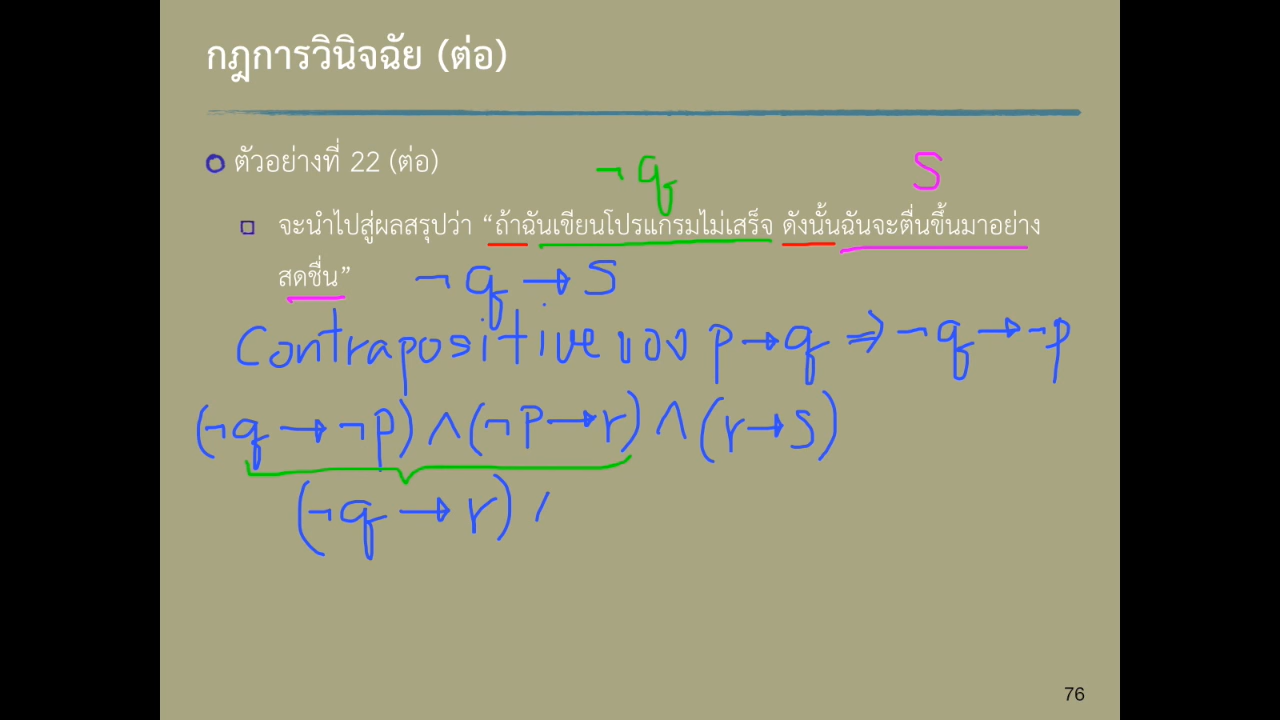 กฎการวินิจฉัย (ต่อ)
ตัวอย่างที่ 22 (ต่อ)
¬q S
จะนำไปสู่ผลสรุปว่า “ถ้าฉันเขียนโปรแกรมไม่เสร็จ ดังนั้นฉันจะตื่นขึ้นมาอย่าง
สดชื่น”
¬q → S
Contrapositive ของ p → q ⇒ ¬q → ¬p
(¬q → ¬p) ∧ (¬p → r) ∧ (r → s)
(¬q → r)
76